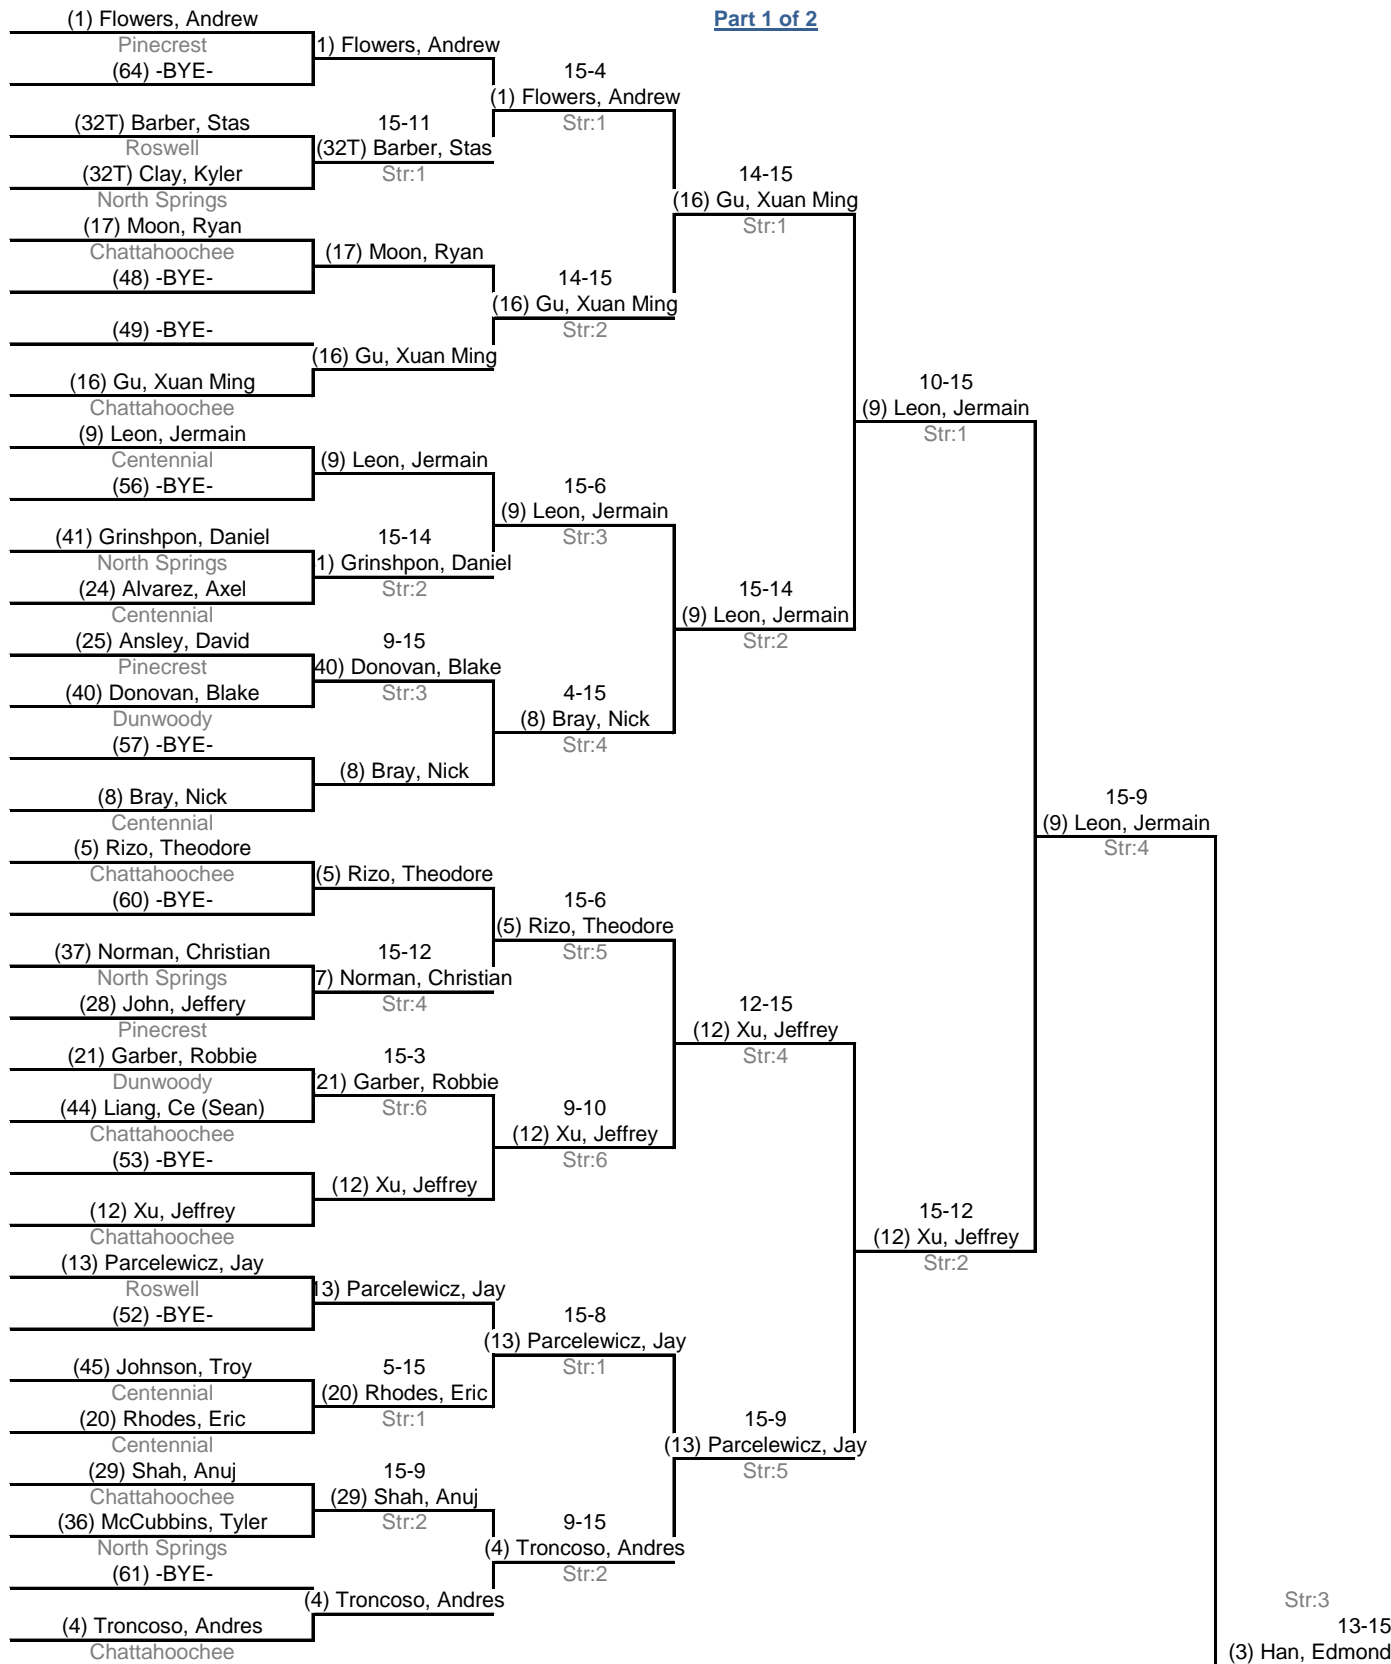 Part 1 of 2
(1) Flowers, Andrew
Pinecrest
(64) -BYE-
(32T) Barber, Stas
Roswell
(32T) Clay, Kyler
North Springs
(17) Moon, Ryan
Chattahoochee
(48) -BYE-
(49) -BYE-
(16) Gu, Xuan Ming
Chattahoochee
(9) Leon, Jermain
Centennial
(56) -BYE-
(41) Grinshpon, Daniel
North Springs
(24) Alvarez, Axel
Centennial
(25) Ansley, David
Pinecrest
(40) Donovan, Blake
Dunwoody
(57) -BYE-
(8) Bray, Nick
Centennial
(5) Rizo, Theodore
Chattahoochee
(60) -BYE-
(37) Norman, Christian
North Springs
(28) John, Jeffery
Pinecrest
(21) Garber, Robbie
Dunwoody
(44) Liang, Ce (Sean)
Chattahoochee
(53) -BYE-
(12) Xu, Jeffrey
Chattahoochee
(13) Parcelewicz, Jay
Roswell
(52) -BYE-
(45) Johnson, Troy
Centennial
(20) Rhodes, Eric
Centennial
(29) Shah, Anuj
Chattahoochee
(36) McCubbins, Tyler
North Springs
(61) -BYE-
(4) Troncoso, Andres
Chattahoochee
1) Flowers, Andrew
15-11
(32T) Barber, Stas
Str:1
(17) Moon, Ryan
(16) Gu, Xuan Ming
(9) Leon, Jermain
15-14
1) Grinshpon, Daniel
Str:2
9-15
40) Donovan, Blake
Str:3
(8) Bray, Nick
(5) Rizo, Theodore
15-12
7) Norman, Christian
Str:4
15-3
21) Garber, Robbie
Str:6
(12) Xu, Jeffrey
13) Parcelewicz, Jay
5-15
(20) Rhodes, Eric
Str:1
15-9
(29) Shah, Anuj
Str:2
(4) Troncoso, Andres
15-4
(1) Flowers, Andrew
Str:1
14-15
(16) Gu, Xuan Ming
Str:2
15-6
(9) Leon, Jermain
Str:3
4-15
(8) Bray, Nick
Str:4
15-6
(5) Rizo, Theodore
Str:5
9-10
(12) Xu, Jeffrey
Str:6
15-8
(13) Parcelewicz, Jay
Str:1
9-15
(4) Troncoso, Andres
Str:2
14-15
(16) Gu, Xuan Ming
Str:1
15-14
(9) Leon, Jermain
Str:2
12-15
(12) Xu, Jeffrey
Str:4
15-9
(13) Parcelewicz, Jay
Str:5
10-15
(9) Leon, Jermain
Str:1
15-12
(12) Xu, Jeffrey
Str:2
15-9
(9) Leon, Jermain
Str:4
Str:3
13-15
(3) Han, Edmond